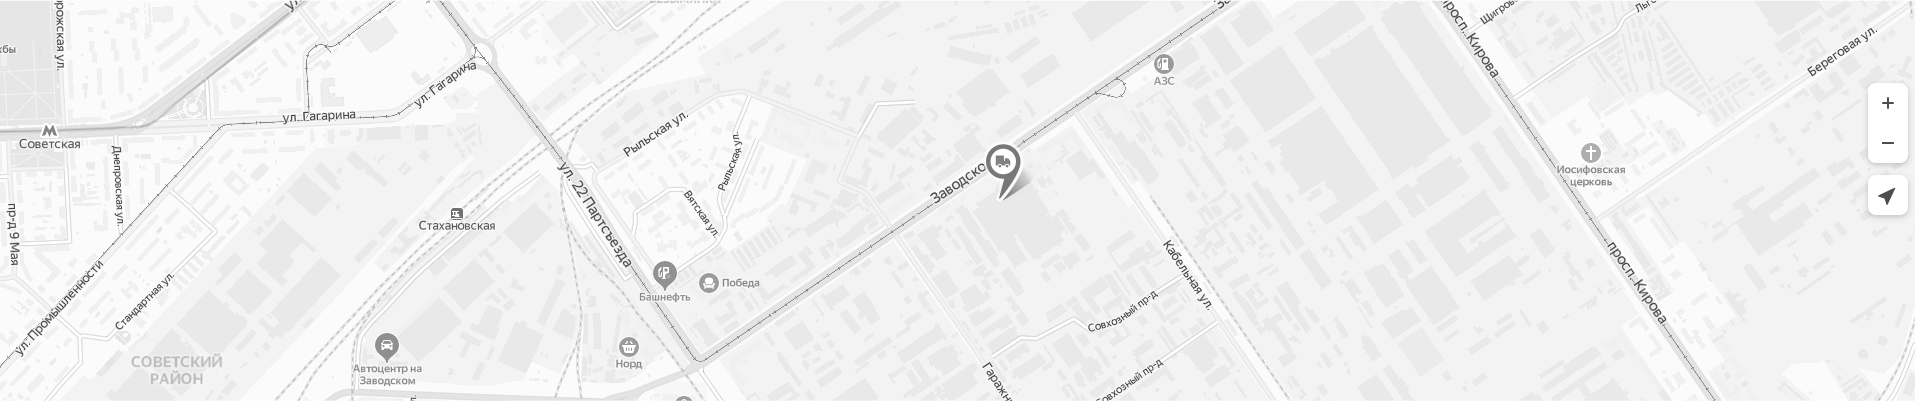 ул. Гагарина
ул. Гагарина
Советская
Днепровская ул.
пр-д 9 Мая
ул. Промышленности
Стандартная ул.
СОВЕТСКИЙ
РАЙОН
Стахановская
Автоцентр на
Заводском
ул. 22 Партсъезда
Рыльская ул.
Рыльская ул.
Вятская ул.
Башнефть
Победа
Норд
Заводско
АЗС
Кабельная ул.
Совхозный пр-д
Совхозный пр-д
Гаражн
просп. Кирова
просп. Кирова
Береговая ул.
Иосифовская
церковь
+
−